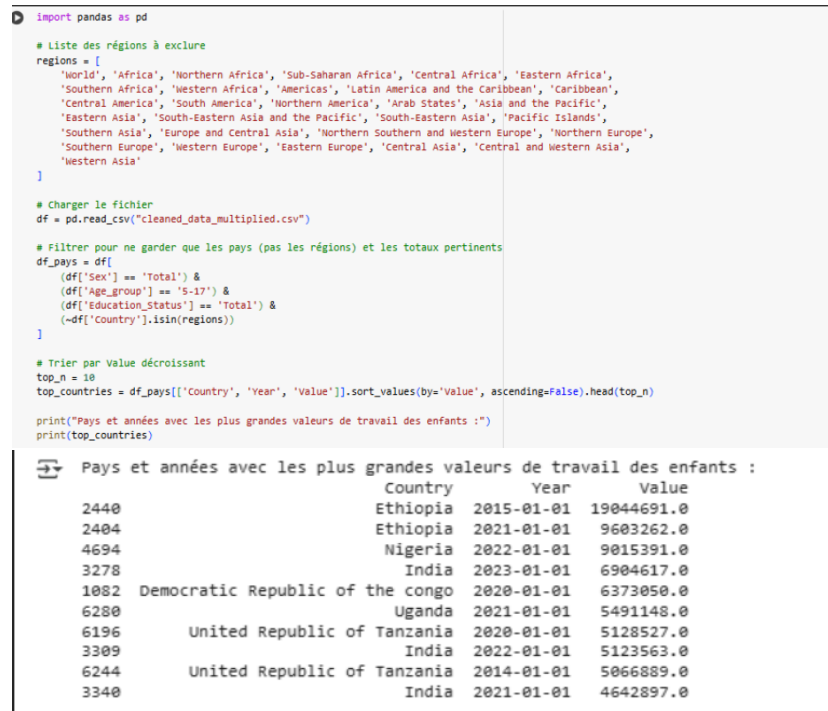 import pandas as pd
# Liste des régions à exclure
regions = [
'World', 'Africa', 'Northern Africa', 'Sub-Saharan Africa', 'Central Africa', 'Eastern Africa',
'Southern Africa', 'Western Africa', 'Americas', 'Latin America and the Caribbean', 'Caribbean',
'Central America', 'South America', 'Northern America', 'Arab States', 'Asia and the Pacific',
'Eastern Asia', 'South-Eastern Asia and the Pacific', 'South-Eastern Asia', 'Pacific Islands',
'Southern Asia', 'Europe and Central Asia', 'Northern Southern and Western Europe', 'Northern Europe',
'Southern Europe', 'Western Europe', 'Eastern Europe', 'Central Asia', 'Central and Western Asia',
'Western Asia'
]
# Charger le fichier
df = pd.read_csv("cleaned_data_multiplied.csv")
# Filtrer pour ne garder que les pays (pas les régions) et les totaux pertinents
df_pays = df[
(df['Sex'] == 'Total') &
(df['Age_group'] == '5-17') &
(df['Education_Status'] == 'Total') &
(~df['Country'].isin(regions))
]
# Trier par Value décroissant
top_n = 10
top_countries = df_pays[['Country', 'Year', 'Value']].sort_values(by='Value', ascending=False).head(top_n)
print("Pays et années avec les plus grandes valeurs de travail des enfants :")
print(top_countries)
Pays et années avec les plus grandes valeurs de travail des enfants :
Country Year Value
2440 Ethiopia 2015-01-01 19044691.0
2404 Ethiopia 2021-01-01 9603262.0
4694 Nigeria 2022-01-01 9015391.0
3278 India 2023-01-01 6904617.0
1082 Democratic Republic of the congo 2020-01-01 6373050.0
6280 Uganda 2021-01-01 5491148.0
6196 United Republic of Tanzania 2020-01-01 5128527.0
3309 India 2022-01-01 5123563.0
6244 United Republic of Tanzania 2014-01-01 5066889.0
3340 India 2021-01-01 4642897.0